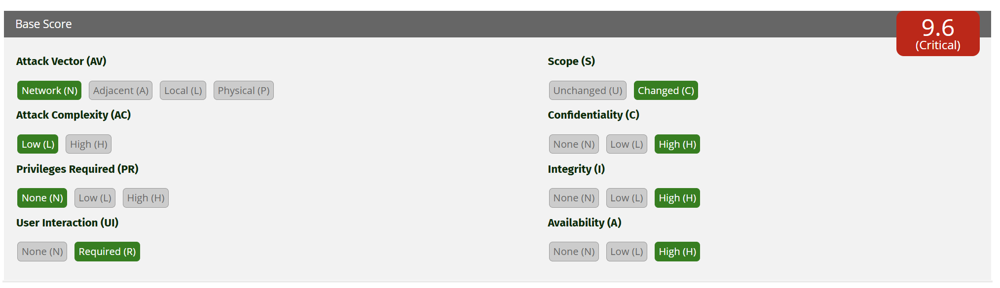 Base Score
9.6
(Critical)
Attack Vector (AV)
Network (N) Adjacent (A) Local (L) Physical (P)
Attack Complexity (AC)
Low (L) High (H)
Privileges Required (PR)
None (N) Low (L) High (H)
User Interaction (UI)
None (N) Required (R)
Scope (S)
Unchanged (U) Changed (C)
Confidentiality (C)
None (N) Low (L) High (H)
Integrity (I)
None (N) Low (L) High (H)
Availability (A)
None (N) Low (L) High (H)